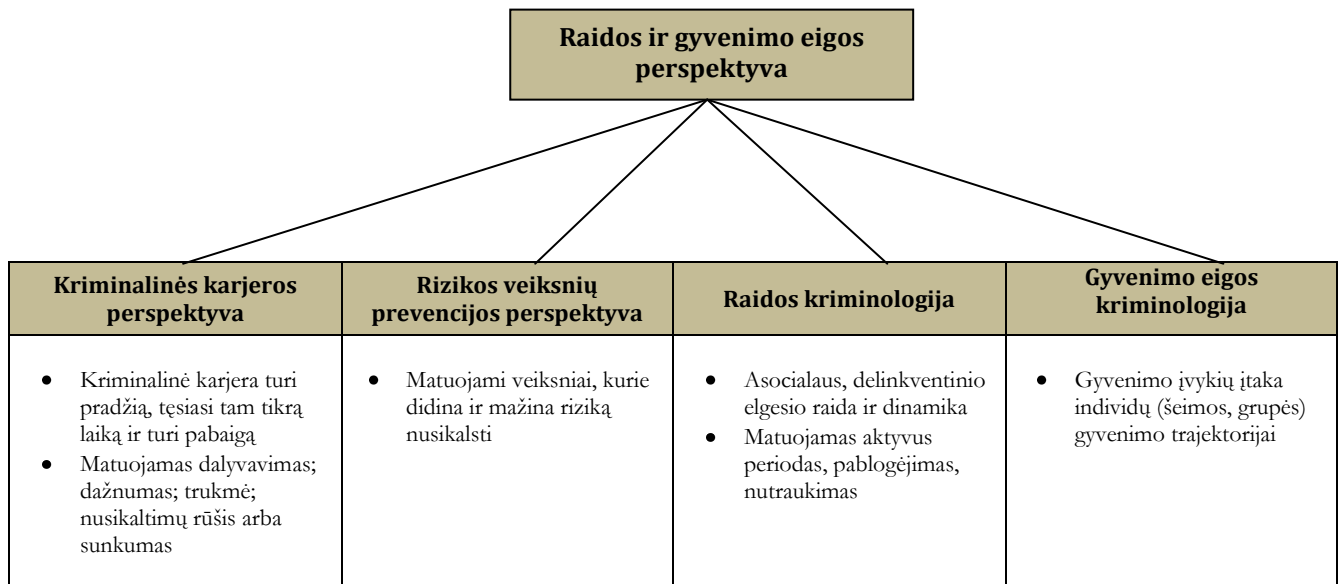 Raidos ir gyvenimo eigos
perspektyva
Kriminalinės karjeros
perspektyva
Rizikos veiksnių
prevencijos perspektyva
Raidos kriminologija
Gyvenimo eigos
kriminologija
• Kriminalinė karjera turi
pradžią, tęsiasi tam tikrą
laiką ir turi pabaigą
• Matuojamas dalyvavimas;
dažnumas; trukmė;
nusikaltimų rūšis arba
sunkumas
• Matuojami veiksniai, kurie
didina ir mažina riziką
nusikalsti
• Asocialaus, delinkventinio
elgesio raida ir dinamika
• Matuojamas aktyvus
periodas, pablogėjimas,
nutraukimas
• Gyvenimo įvykių įtaka
individų (šeimos, grupės)
gyvenimo trajektorijai